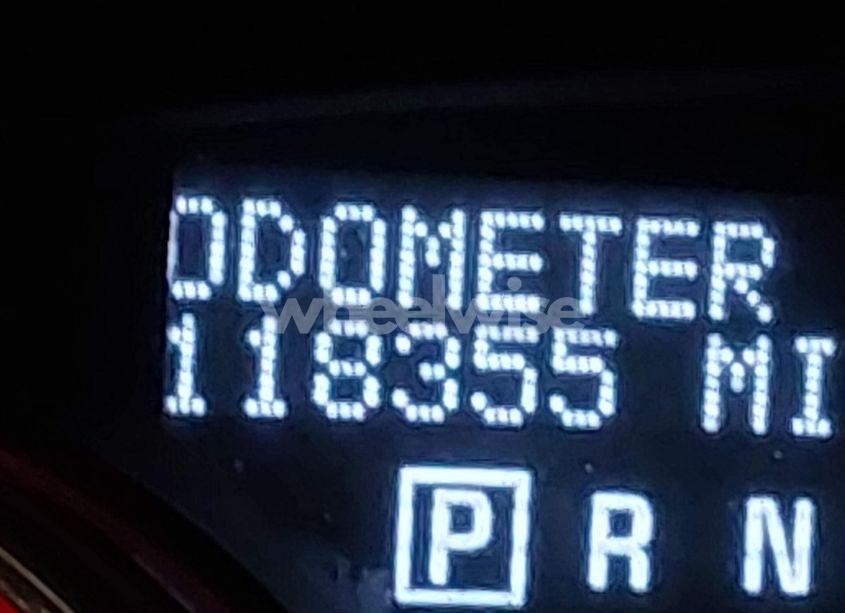 ODOMETER
wheelwise
118355 MI
P R N